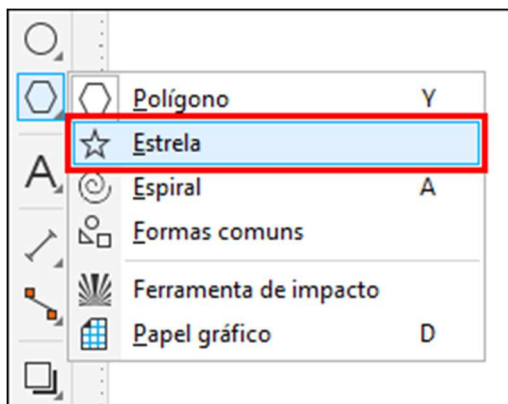 Polígono Y
Estrela
Espiral A
Formas comuns
Ferramenta de impacto
Papel gráfico D
A